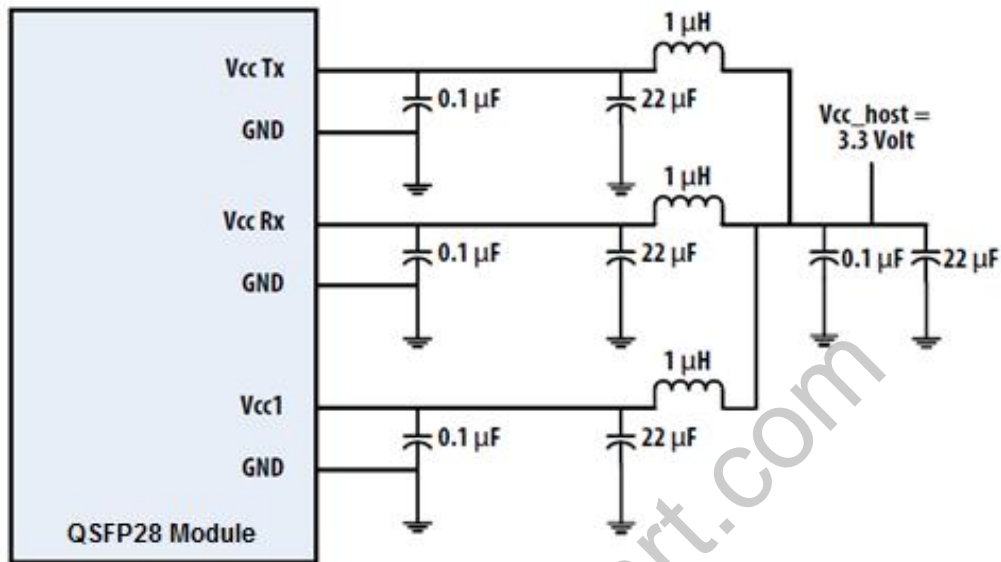 1 µH
Vcc Tx
0.1 µF
22 µF
GND
Vcc_host =
3.3 Volt
1 µH
Vcc Rx
0.1 µF
22 µF
0.1 µF
22 µF
GND
1 µH
Vcc1
0.1 µF
22 µF
GND
QSFP28 Module
rt.com